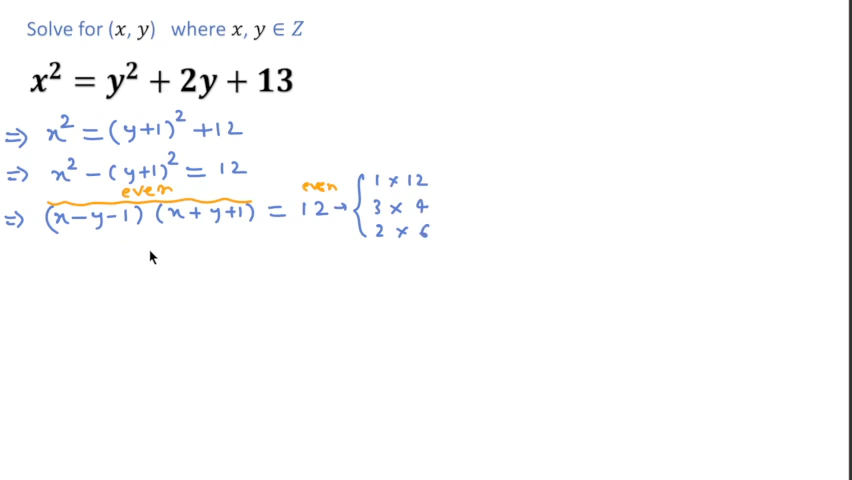 Solve for (x, y) where x, y ∈ Z
x² = y² + 2y + 13
⇒ x² = (y+1)² + 12
⇒ x² − (y+1)² = 12
even even
⇒ (x−y−1) (x+y+1) = 12 → { 1 × 12
3 × 4
2 × 6